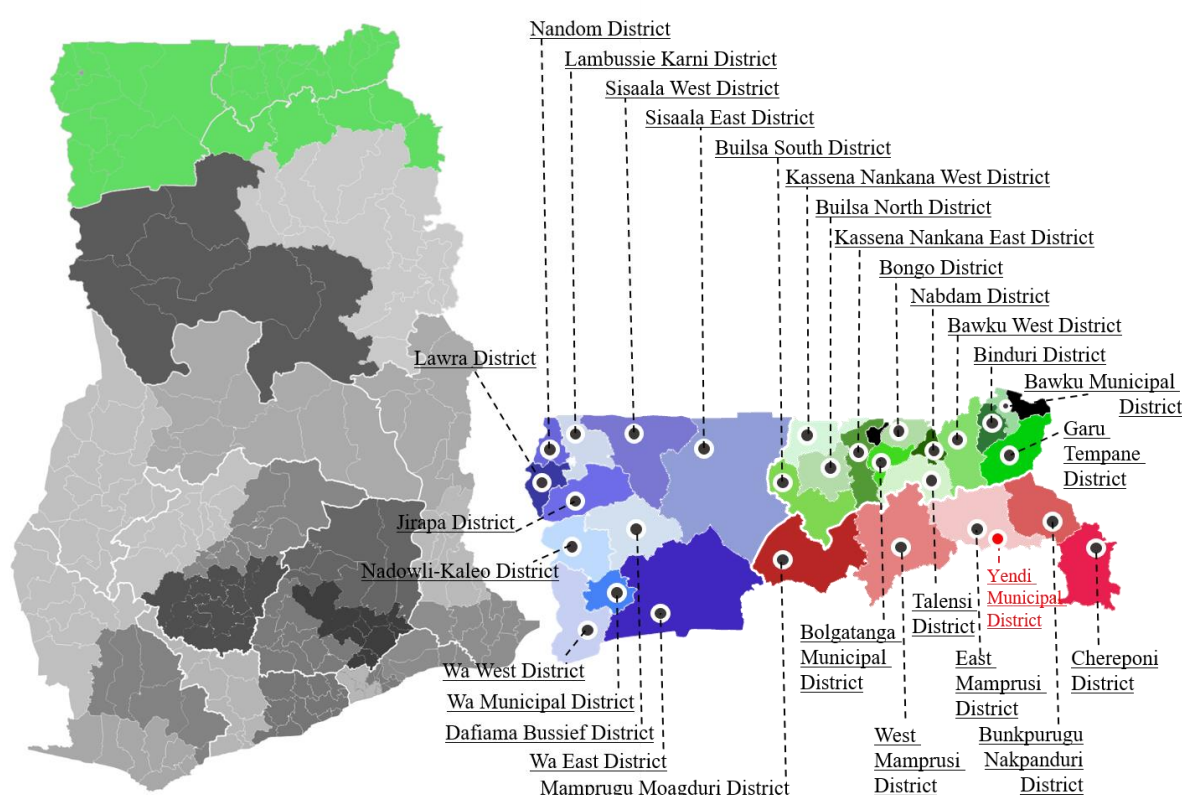 Nandom District
Lambussie Karni District
Sisaala West District
Sisaala East District
Builsa South District
Kassena Nankana West District
Builsa North District
Kassena Nankana East District
Bongo District
Nabdam District
Bawku West District
Binduri District
Bawku Municipal
District
Garu
Tempane
District
Lawra District
Jirapa District
Nadowli-Kaleo District
Wa West District
Wa Municipal District
Dafiama Bussief District
Wa East District
Mamprugu Moagduri District
Bolgatanga
Municipal
District
West
Mamprusi
District
Talensi
District
East
Mamprusi
District
Yendi
Municipal
District
Bunkpurugu
Nakpanduri
District
Chereponi
District